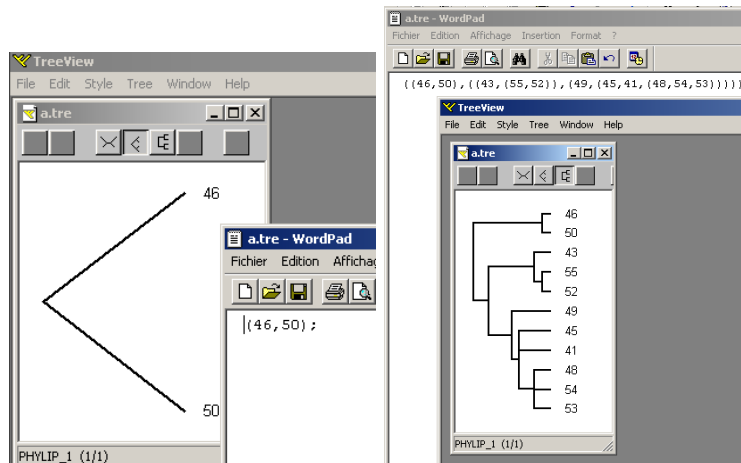 TreeView
File Edit Style Tree Window Help
a.tre
46
50
PHYLIP_1 (1/1)
a.tre - WordPad
Fichier Edition Affichag
(46,50);
a.tre - WordPad
Fichier Edition Affichage Insertion Format ?
((46,50),((43,(55,52)),(49,(45,41,(48,54,53)))))
TreeView
File Edit Style Tree Window Help
a.tre
46
50
43
55
52
49
45
41
48
54
53
PHYLIP_1 (1/1)